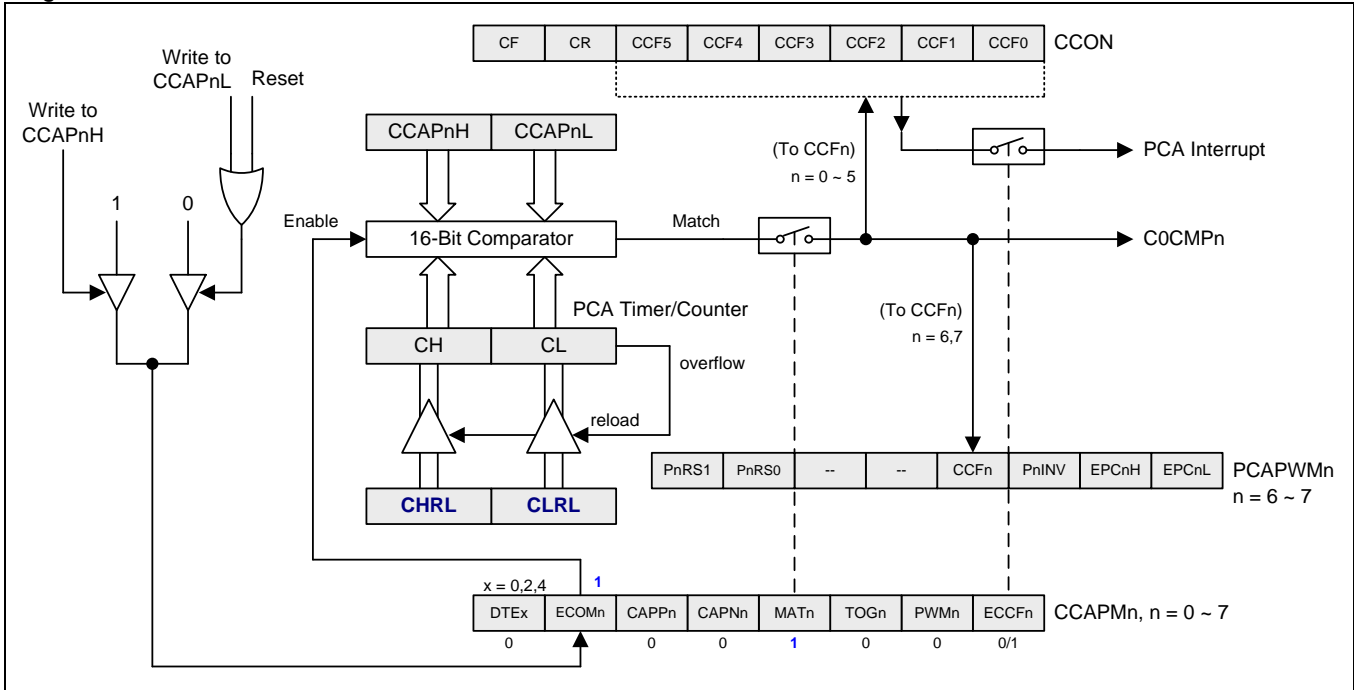 CF CR CCF5 CCF4 CCF3 CCF2 CCF1 CCF0 CCON
Write to
CCAPnL
Reset
Write to
CCAPnH
CCAPnH CCAPnL
(To CCFn)
n = 0 ~ 5
PCA Interrupt
1 0
Enable
16-Bit Comparator
Match
C0CMPn
PCA Timer/Counter
(To CCFn)
n = 6,7
CH CL
overflow
reload
PnRS1 PnRS0 -- -- CCFn PnINV EPCnH EPCnL PCAPWMn
n = 6 ~ 7
CHRL CLRL
x = 0,2,4 1
DTEx ECOMn CAPPn CAPNn MATn TOGn PWMn ECCFn CCAPMn, n = 0 ~ 7
0 0 0 1 0 0 0/1